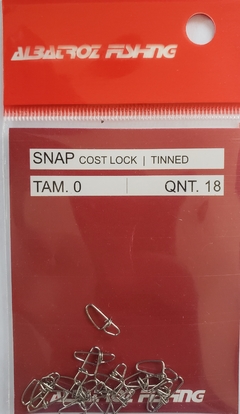 ALBATROZ FISHING
SNAP COST LOCK | TINNED
TAM. 0 | QNT. 18
ALBATROZ FISHING